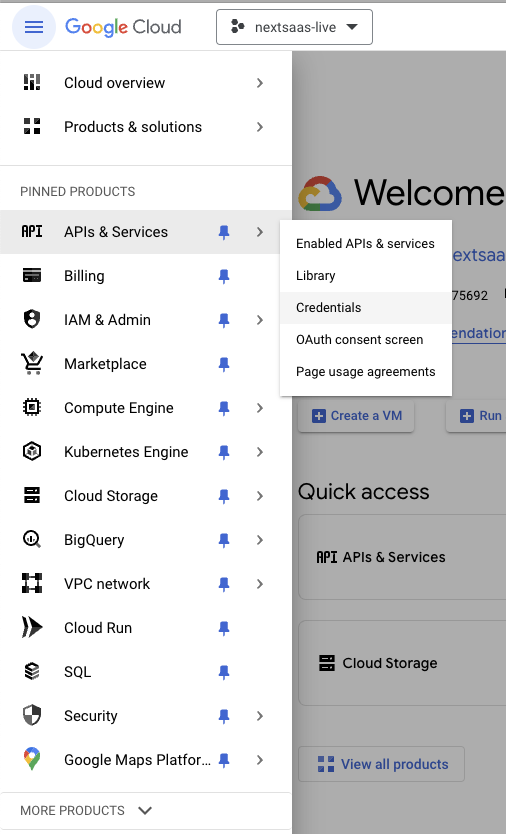 Google Cloud
nextsaas-live
Cloud overview
Products & solutions
PINNED PRODUCTS
API APIs & Services
Billing
IAM & Admin
Marketplace
Compute Engine
Kubernetes Engine
Cloud Storage
BigQuery
VPC network
Cloud Run
SQL
Security
Google Maps Platfor...
MORE PRODUCTS
Enabled APIs & services
Library
Credentials
OAuth consent screen
Page usage agreements
Welcome
extsaa
75692
endation
Create a VM
Run
Quick access
API APIs & Services
Cloud Storage
View all products